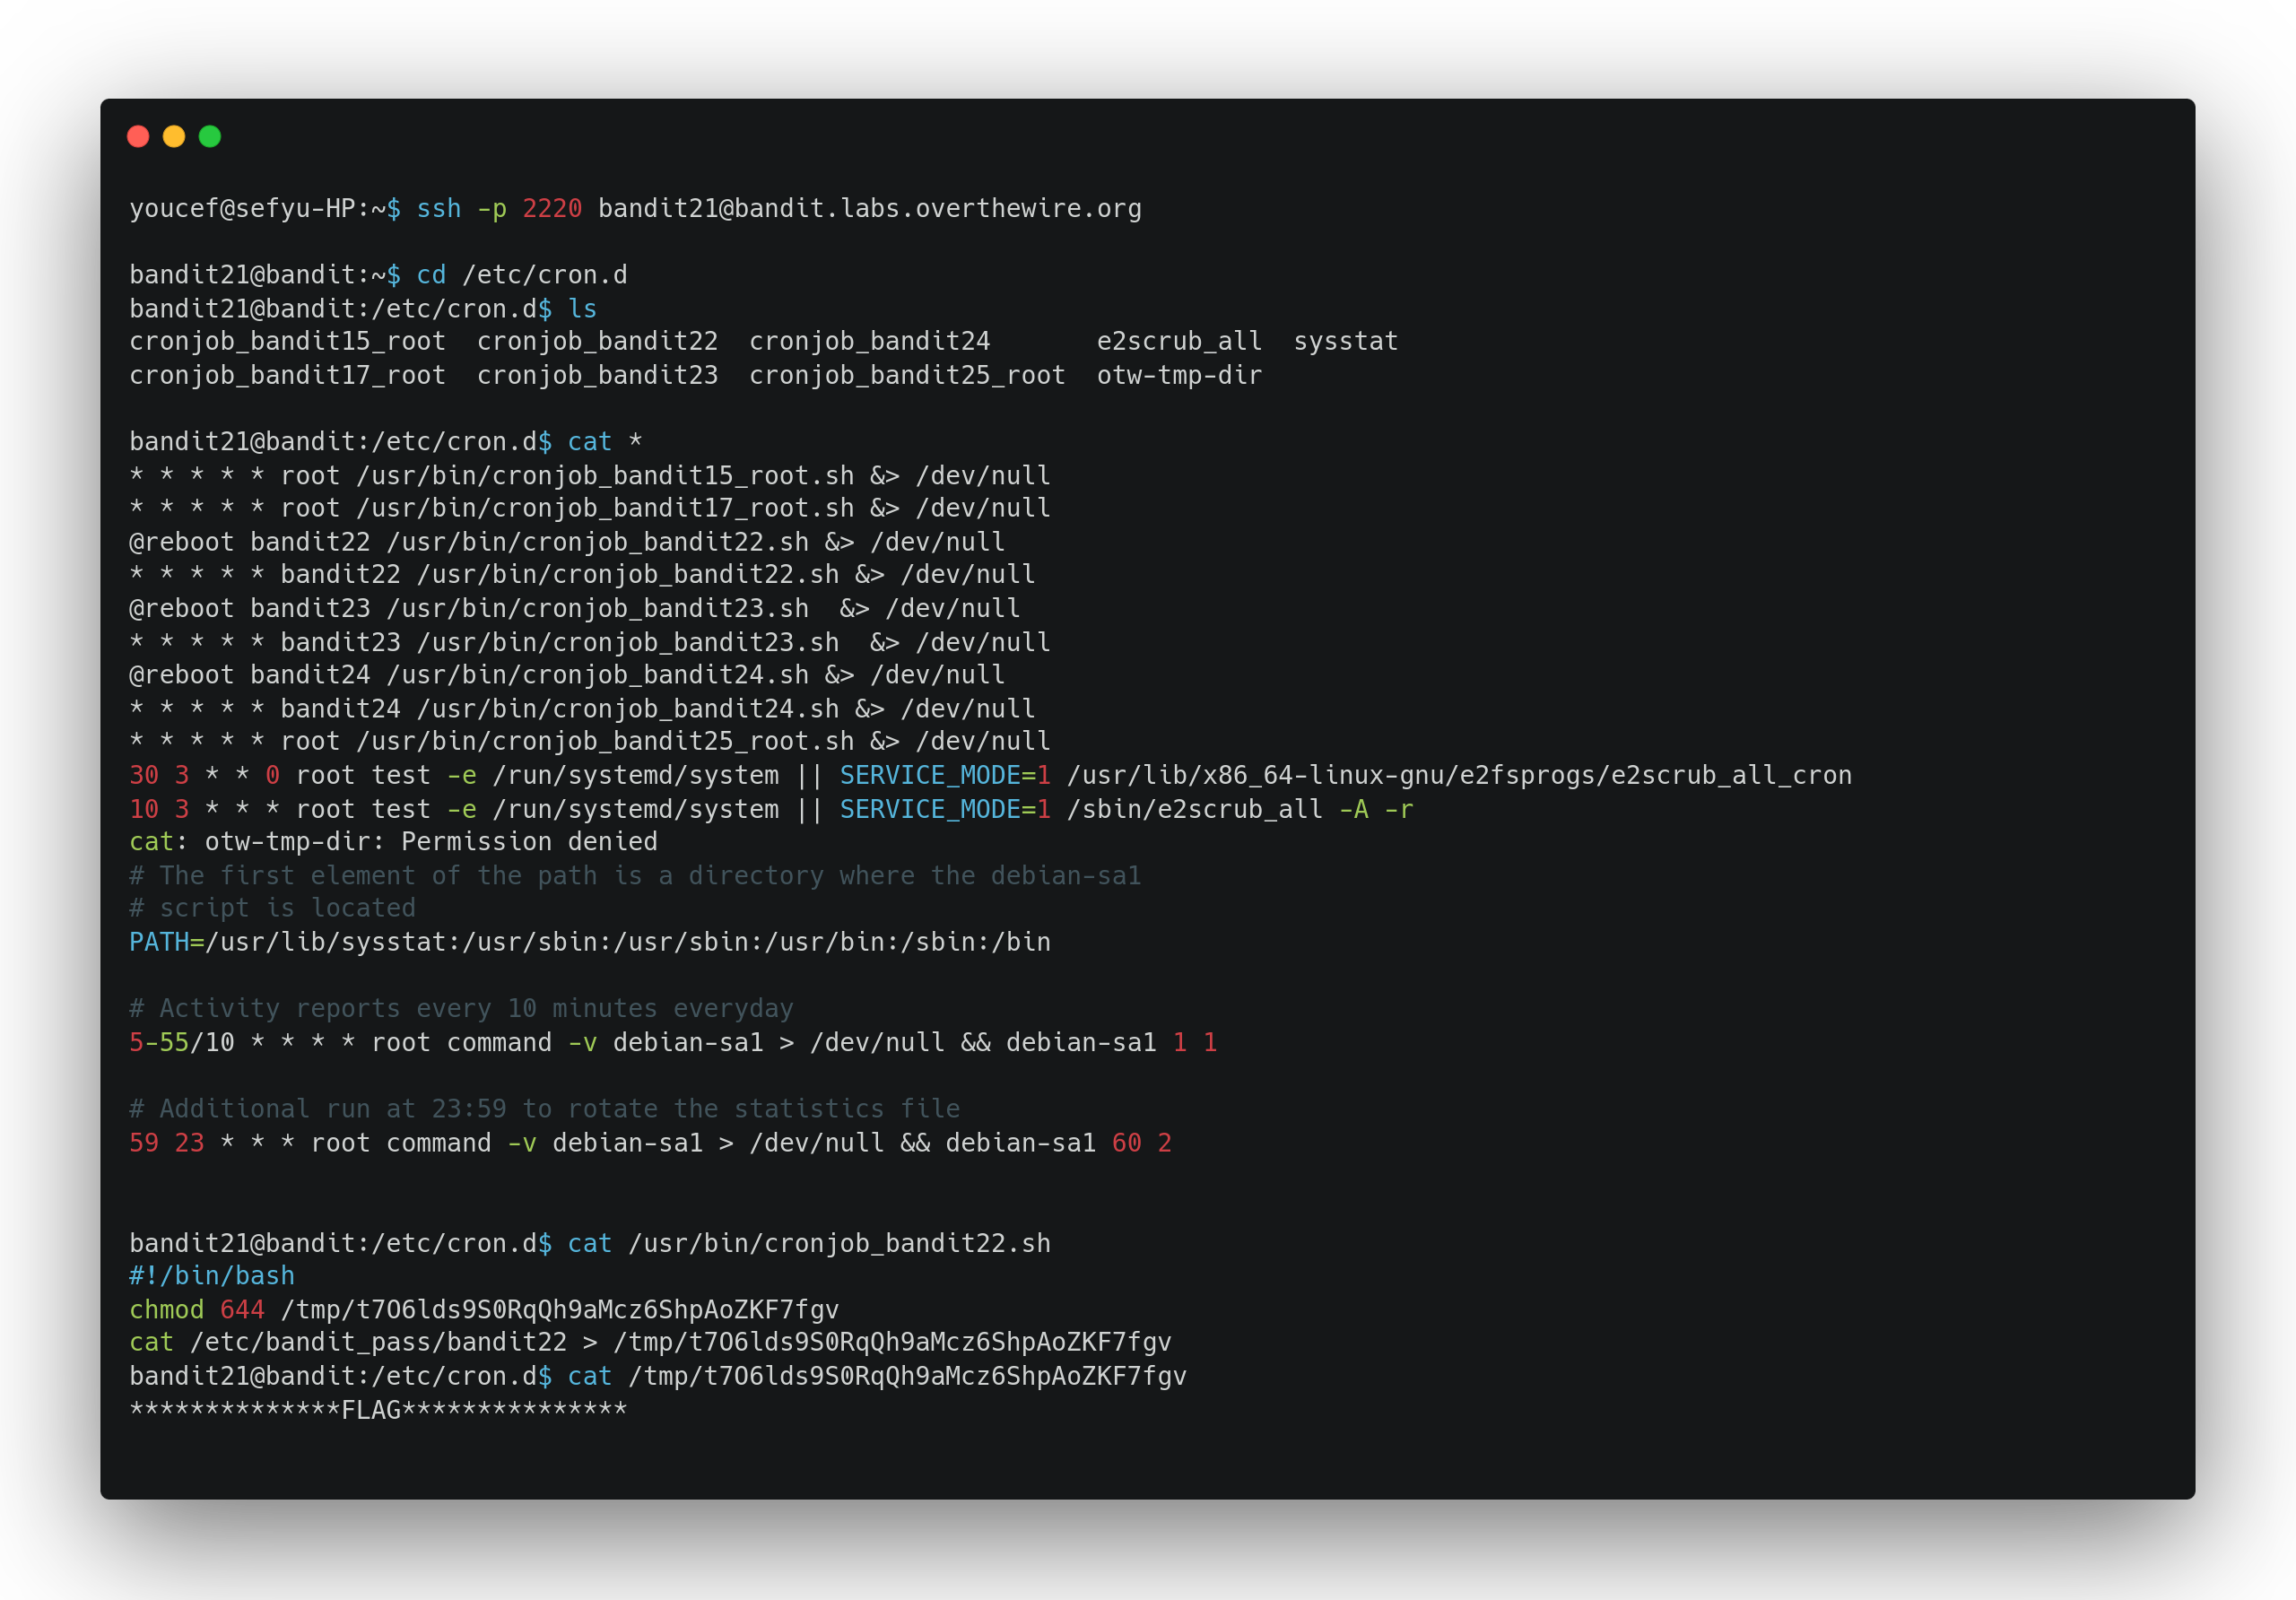 youcef@sefyu-HP:~$ ssh -p 2220 bandit21@bandit.labs.overthewire.org
bandit21@bandit:~$ cd /etc/cron.d
bandit21@bandit:/etc/cron.d$ ls
cronjob_bandit15_root  cronjob_bandit22  cronjob_bandit24       e2scrub_all  sysstat
cronjob_bandit17_root  cronjob_bandit23  cronjob_bandit25_root  otw-tmp-dir
bandit21@bandit:/etc/cron.d$ cat *
* * * * * root /usr/bin/cronjob_bandit15_root.sh &> /dev/null
* * * * * root /usr/bin/cronjob_bandit17_root.sh &> /dev/null
@reboot bandit22 /usr/bin/cronjob_bandit22.sh &> /dev/null
* * * * * bandit22 /usr/bin/cronjob_bandit22.sh &> /dev/null
@reboot bandit23 /usr/bin/cronjob_bandit23.sh  &> /dev/null
* * * * * bandit23 /usr/bin/cronjob_bandit23.sh  &> /dev/null
@reboot bandit24 /usr/bin/cronjob_bandit24.sh &> /dev/null
* * * * * bandit24 /usr/bin/cronjob_bandit24.sh &> /dev/null
* * * * * root /usr/bin/cronjob_bandit25_root.sh &> /dev/null
30 3 * * 0 root test -e /run/systemd/system || SERVICE_MODE=1 /usr/lib/x86_64-linux-gnu/e2fsprogs/e2scrub_all_cron
10 3 * * * root test -e /run/systemd/system || SERVICE_MODE=1 /sbin/e2scrub_all -A -r
cat: otw-tmp-dir: Permission denied
# The first element of the path is a directory where the debian-sa1
# script is located
PATH=/usr/lib/sysstat:/usr/sbin:/usr/sbin:/usr/bin:/sbin:/bin
# Activity reports every 10 minutes everyday
5-55/10 * * * * root command -v debian-sa1 > /dev/null && debian-sa1 1 1
# Additional run at 23:59 to rotate the statistics file
59 23 * * * root command -v debian-sa1 > /dev/null && debian-sa1 60 2
bandit21@bandit:/etc/cron.d$ cat /usr/bin/cronjob_bandit22.sh
#!/bin/bash
chmod 644 /tmp/t7O6lds9S0RqQh9aMcz6ShpAoZKF7fgv
cat /etc/bandit_pass/bandit22 > /tmp/t7O6lds9S0RqQh9aMcz6ShpAoZKF7fgv
bandit21@bandit:/etc/cron.d$ cat /tmp/t7O6lds9S0RqQh9aMcz6ShpAoZKF7fgv
**************FLAG***************